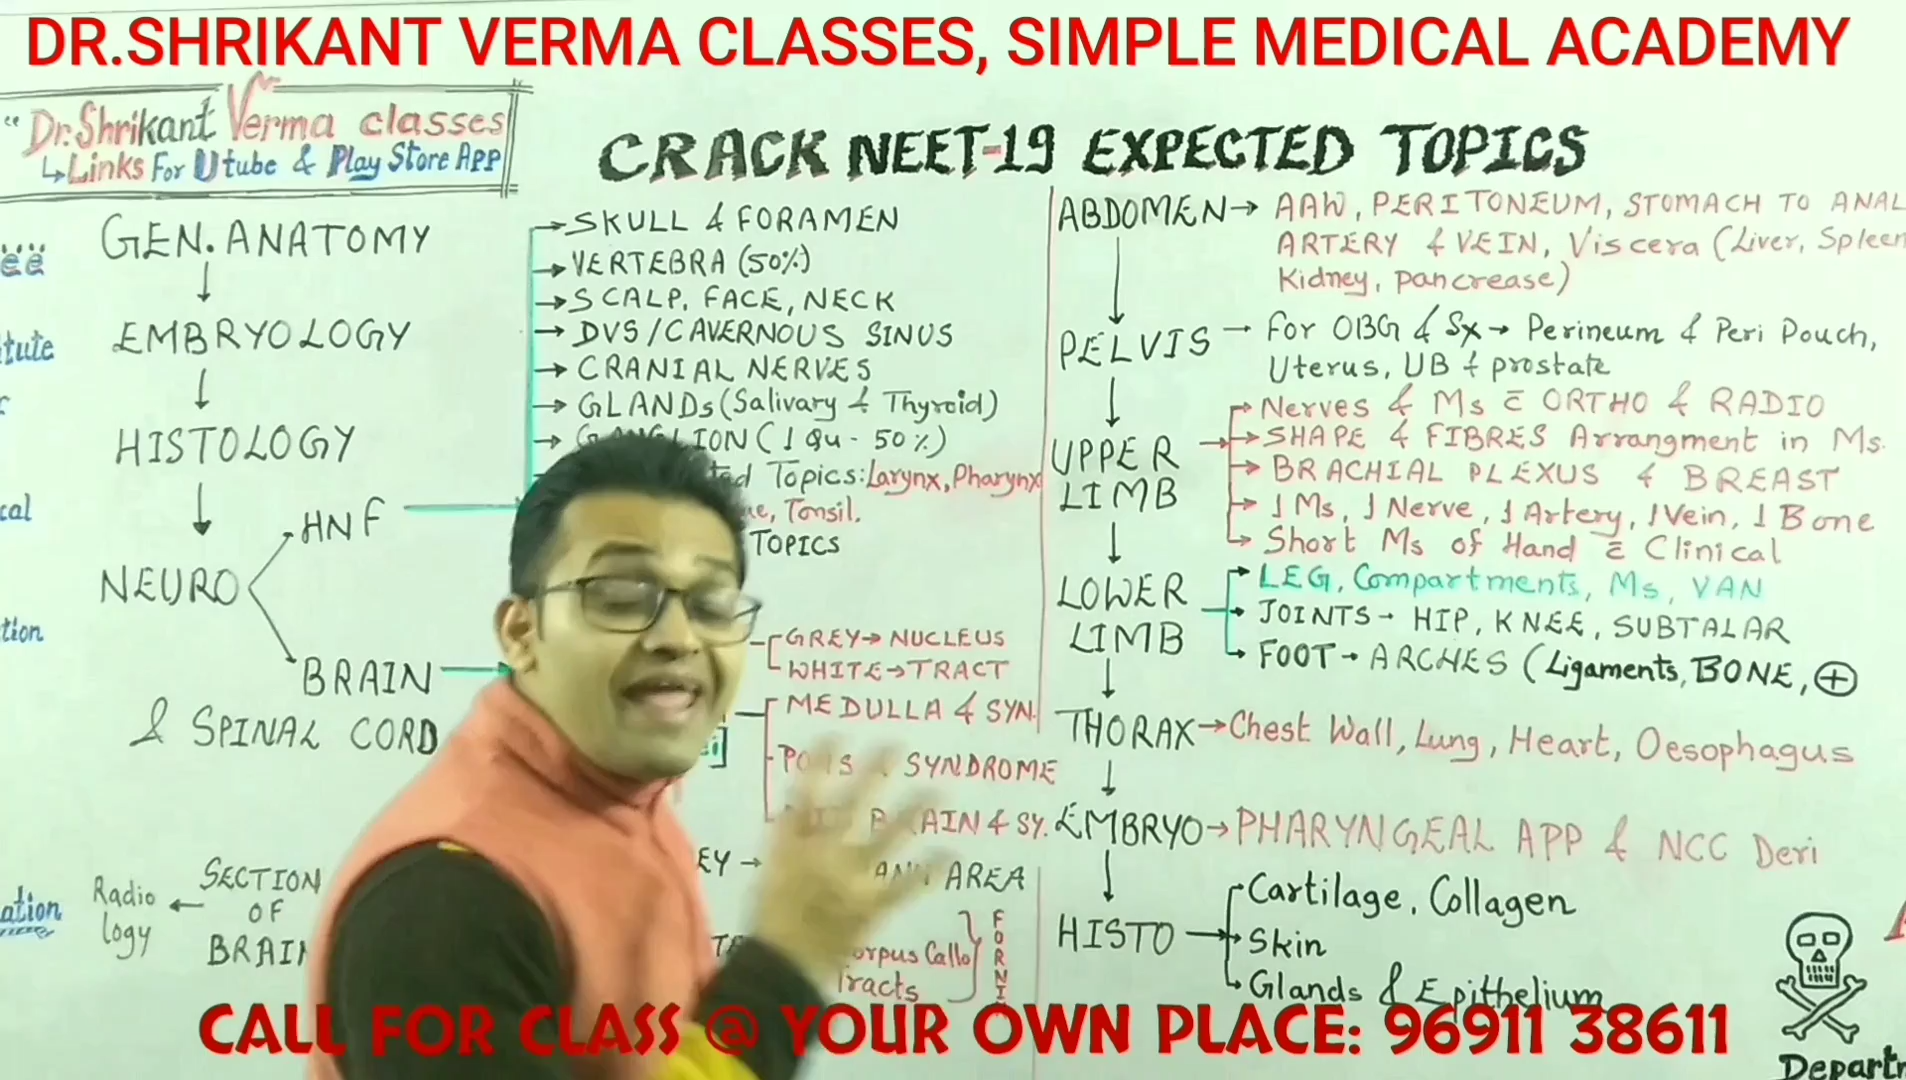 DR.SHRIKANT VERMA CLASSES, SIMPLE MEDICAL ACADEMY
"Dr.Shrikant Verma classes
↳Links For Utube & Play Store App
CRACK NEET-19 EXPECTED TOPICS
GEN.ANATOMY
↓
EMBRYOLOGY
↓
HISTOLOGY
↓
NEURO
HNF
BRAIN
& SPINAL CORD
SECTION
OF
BRAIN
←
Radio
logy
→SKULL & FORAMEN
→VERTEBRA (50%)
→SCALP, FACE, NECK
→DVS/CAVERNOUS SINUS
→CRANIAL NERVES
→GLANDs (Salivary & Thyroid)
→ (1 Qu - 50%)
Topics: Larynx, Pharynx
Tonsil.
TOPICS
GREY→NUCLEUS
WHITE→TRACT
MEDULLA & SYN.
SYNDROME
BRAIN & SY.
AREA
Tracts
ABDOMEN→ AAW, PERITONEUM, STOMACH TO ANAL
ARTERY & VEIN, Viscera (Liver, Spleen
Kidney, pancrease)
↓
PELVIS → For OBG & Sx→ Perineum & Peri Pouch,
Uterus, UB & prostate
↓
UPPER
LIMB
→Nerves & Ms c̄ ORTHO & RADIO
→SHAPE & FIBRES Arrangment in Ms.
→BRACHIAL PLEXUS & BREAST
→1 Ms, 1 Nerve, 1 Artery, 1 Vein, 1 Bone
→Short Ms of Hand c̄ Clinical
↓
LOWER
LIMB
→LEG, Compartments, Ms, VAN
→JOINTS- HIP, KNEE, SUBTALAR
→FOOT→ARCHES (Ligaments, BONE, ⊕
↓
THORAX→Chest Wall, Lung, Heart, Oesophagus
↓
EMBRYO→PHARYNGEAL APP & NCC Deri
↓
HISTO
→Cartilage, Collagen
→Skin
→Glands & Epithelium
CALL FOR CLASS @ YOUR OWN PLACE: 96911 38611